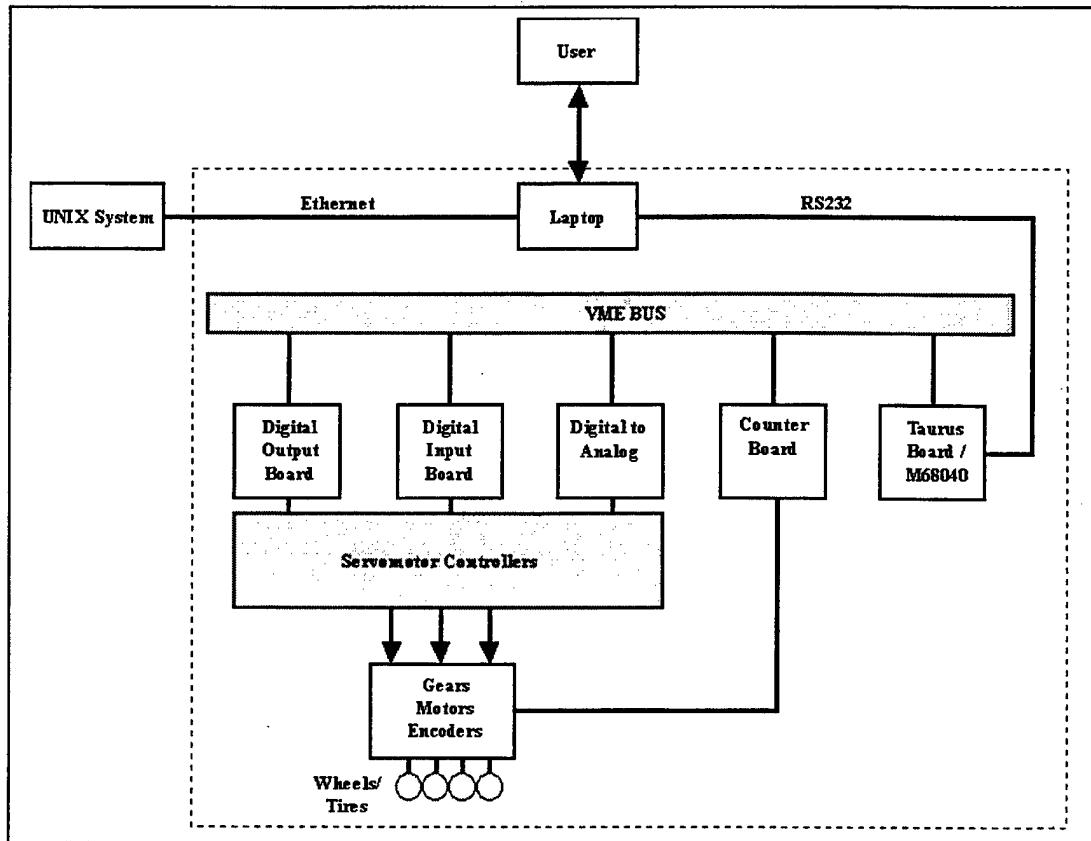 User
UNIX System
Ethernet
Laptop
RS232
VME BUS
Digital
Output
Board
Digital
Input
Board
Digital to
Analog
Counter
Board
Taurus
Board /
M68040
Servomotor Controllers
Gears
Motors
Encoders
Wheels/
Tires